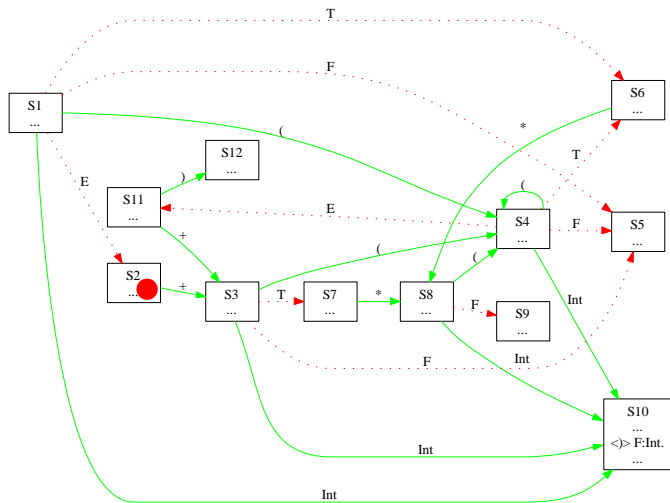 T
S1
...
F
S6
...
*
(
S12
...
E
)
T
S11
...
(
E
S4
...
F
S5
...
+
S2
...
+
(
(
S3
...
T
S7
...
*
S8
...
F
S9
...
Int
Int
F
S10
...
<)> F:Int.
...
Int
Int